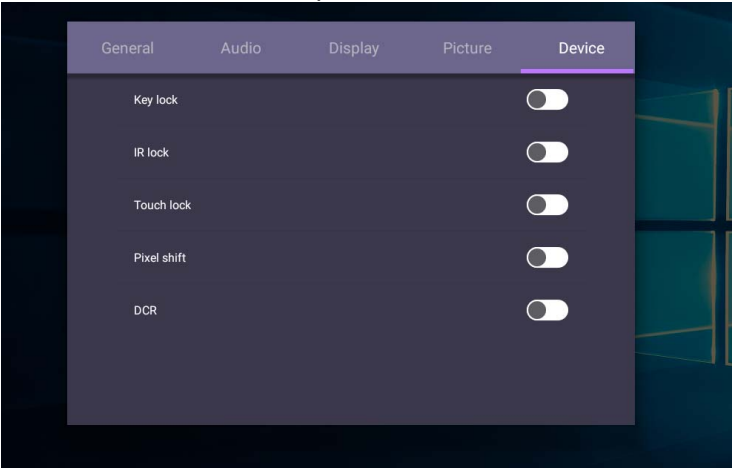 General Audio Display Picture Device
Key lock
IR lock
Touch lock
Pixel shift
DCR